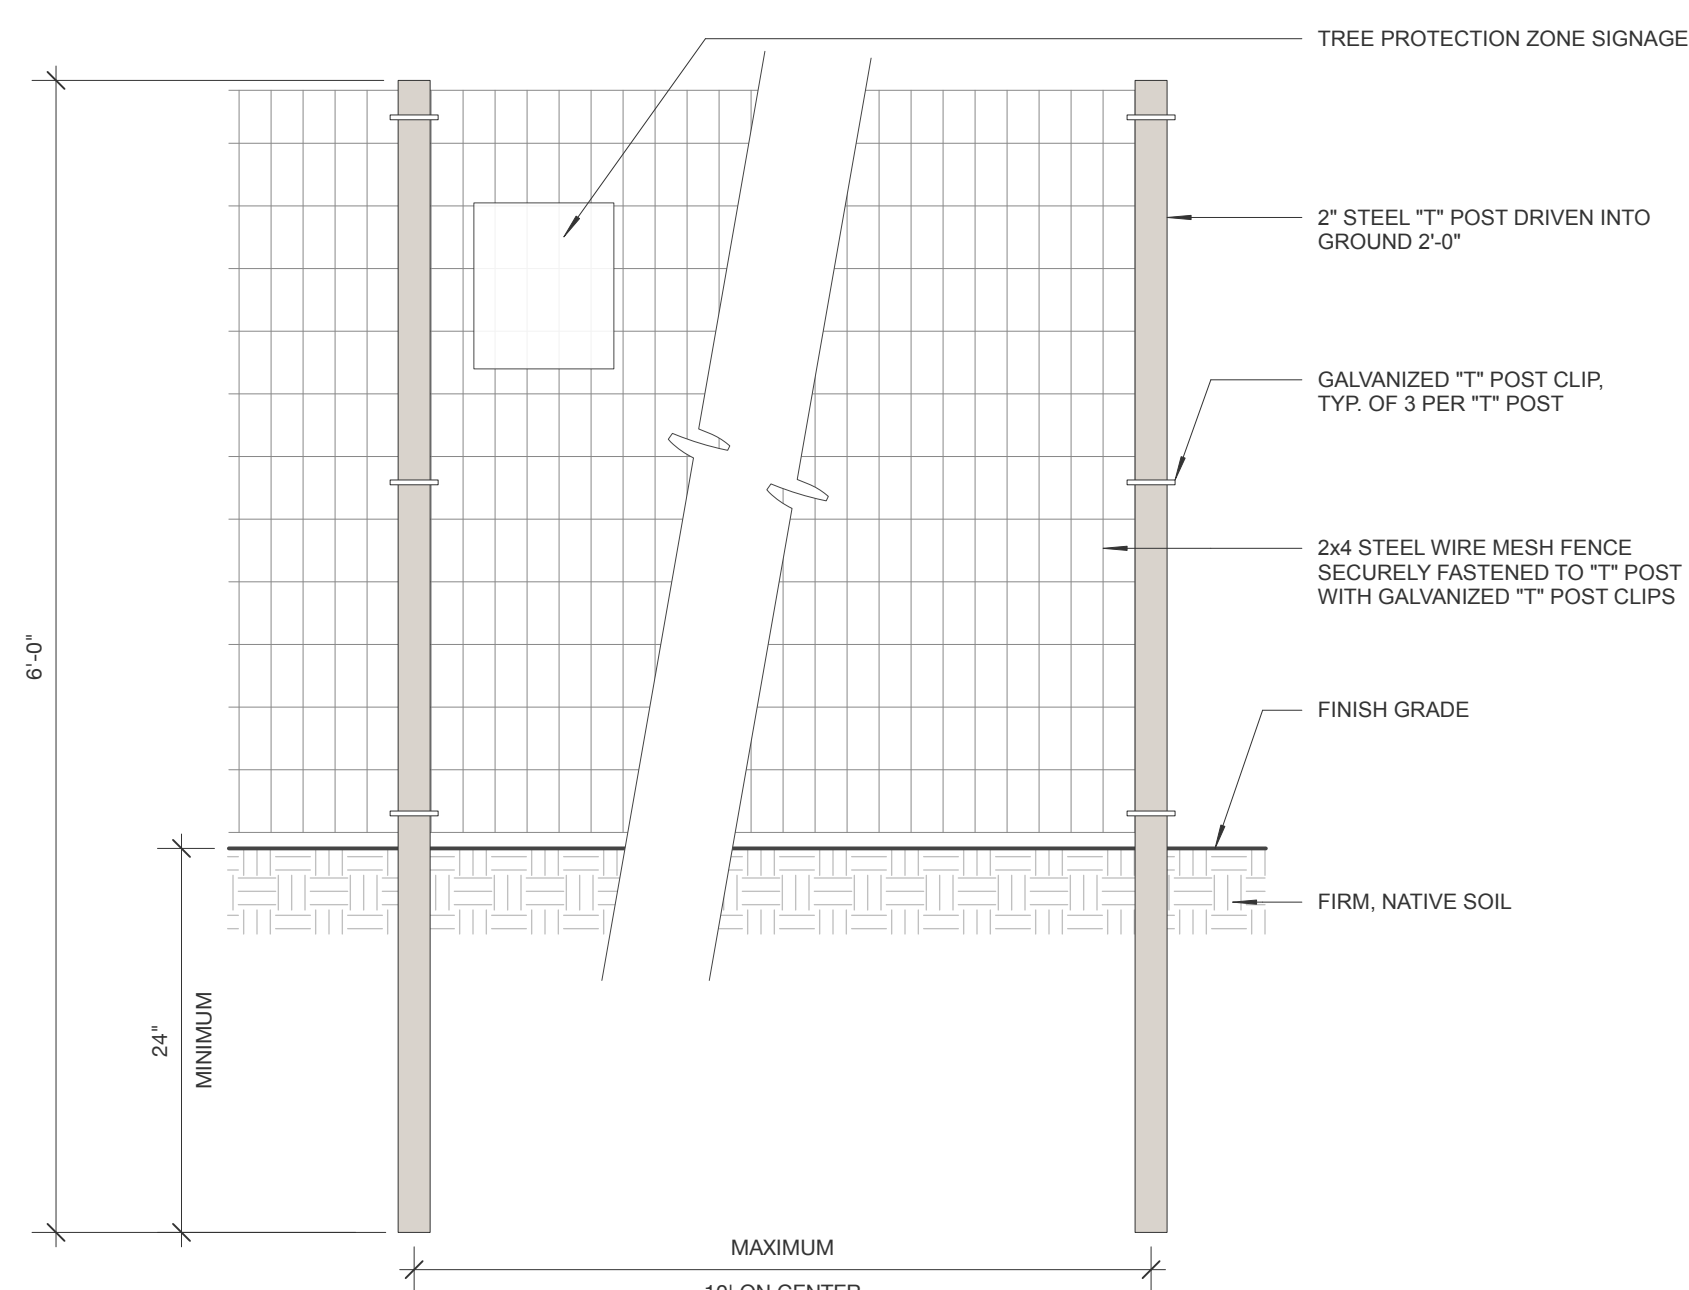 TREE PROTECTION ZONE SIGNAGE
2" STEEL "T" POST DRIVEN INTO
GROUND 2'-0"
GALVANIZED "T" POST CLIP,
TYP. OF 3 PER "T" POST
2x4 STEEL WIRE MESH FENCE
SECURELY FASTENED TO "T" POST
WITH GALVANIZED "T" POST CLIPS
FINISH GRADE
FIRM, NATIVE SOIL
6'-0"
24"
MINIMUM
MAXIMUM
ON CENTER